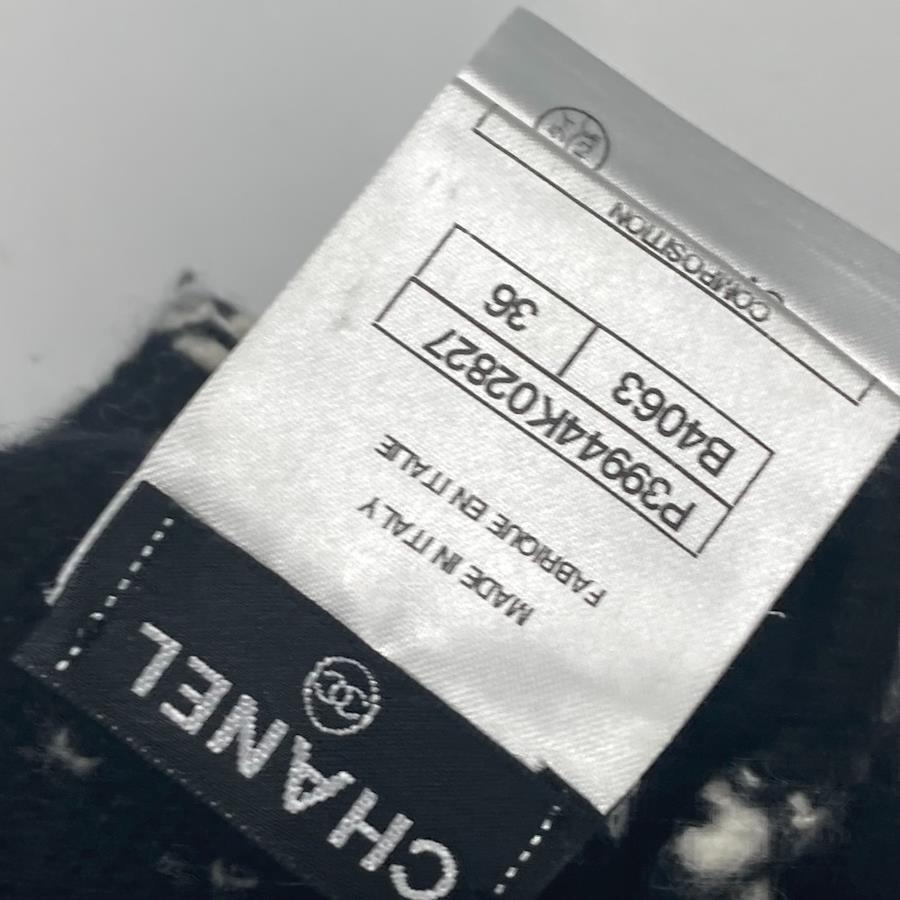 CHANEL
MADE IN ITALY
FABRIQUE EN ITALIE
P39944K02827
B4063 36
COMPOSITION